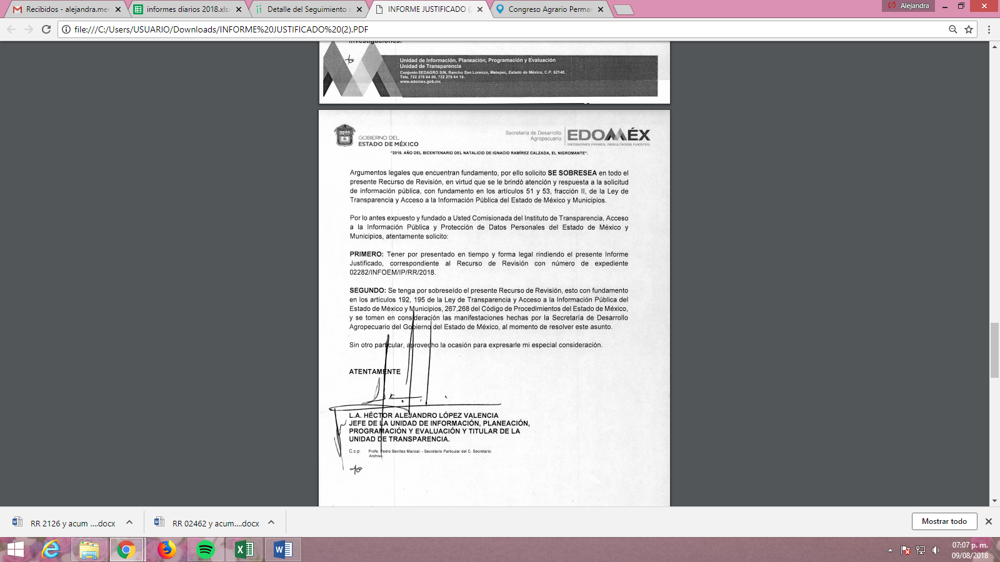 Recibidos - alejandra.mer
informes diarios 2018.xlsx
Detalle del Seguimiento
INFORME JUSTIFICADO (
Congreso Agrario Perma
Alejandra
file:///C:/Users/USUARIO/Downloads/INFORME%20JUSTIFICADO%20(2).PDF
investigaciones.
Unidad de Información, Planeación, Programación y Evaluación
Unidad de Transparencia
Conjunto SEDAGRO S/N, Rancho San Lorenzo, Metepec, Estado de México, C.P. 52140.
Tels. 722 275 64 00, 722 275 64 19.
www.edomex.gob.mx
GOBIERNO DEL
ESTADO DE MÉXICO
Secretaría de Desarrollo
Agropecuario
EDOMÉX
DECISIONES FIRMES, RESULTADOS FUERTES.
"2018. AÑO DEL BICENTENARIO DEL NATALICIO DE IGNACIO RAMÍREZ CALZADA, EL NIGROMANTE".
Argumentos legales que encuentran fundamento, por ello solicito SE SOBRESEA en todo el
presente Recurso de Revisión, en virtud que se le brindó atención y respuesta a la solicitud
de información pública, con fundamento en los artículos 51 y 53, fracción II, de la Ley de
Transparencia y Acceso a la Información Pública del Estado de México y Municipios.
Por lo antes expuesto y fundado a Usted Comisionada del Instituto de Transparencia, Acceso
a la Información Pública y Protección de Datos Personales del Estado de México y
Municipios, atentamente solicito:
PRIMERO: Tener por presentado en tiempo y forma legal rindiendo el presente Informe
Justificado, correspondiente al Recurso de Revisión con número de expediente
02282/INFOEM/IP/RR/2018.
SEGUNDO: Se tenga por sobreseído el presente Recurso de Revisión, esto con fundamento
en los artículos 192, 195 de la Ley de Transparencia y Acceso a la Información Pública del
Estado de México y Municipios, 267,268 del Código de Procedimientos del Estado de México,
y se tomen en consideración las manifestaciones hechas por la Secretaría de Desarrollo
Agropecuario del Gobierno del Estado de México, al momento de resolver este asunto.
Sin otro particular, aprovecho la ocasión para expresarle mi especial consideración.
ATENTAMENTE
L.A. HÉCTOR ALEJANDRO LÓPEZ VALENCIA
JEFE DE LA UNIDAD DE INFORMACIÓN, PLANEACIÓN,
PROGRAMACIÓN Y EVALUACIÓN Y TITULAR DE LA
UNIDAD DE TRANSPARENCIA.
C.c.p. Profe. Pedro Benítez Marcial. - Secretario Particular del C. Secretario.
Archivo.
RR 2126 y acum ....docx
RR 02462 y acum....docx
Mostrar todo
07:07 p. m.
09/08/2018